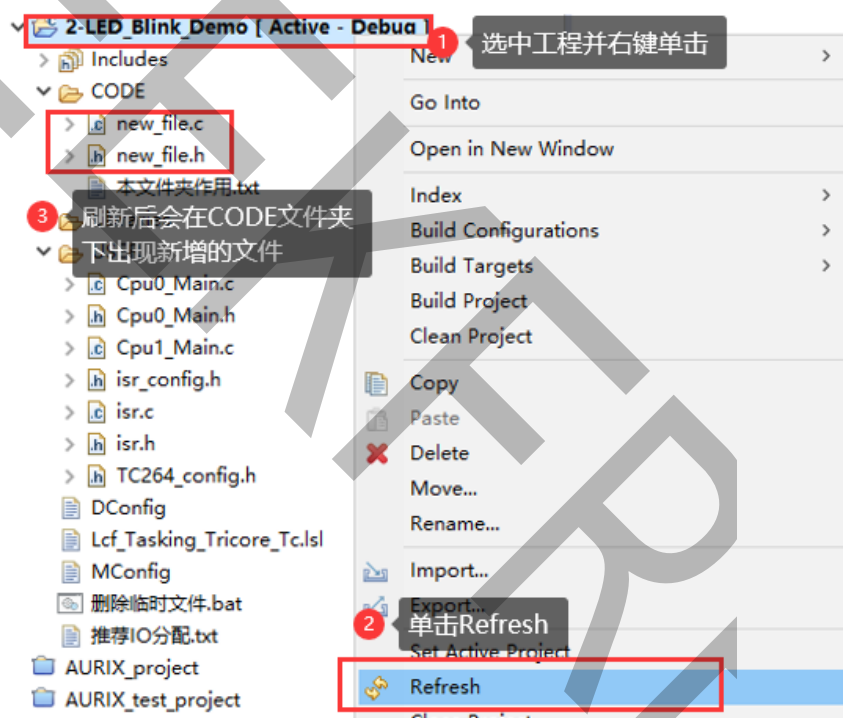 2-LED_Blink_Demo [ Active - Debug ]
Includes
CODE
new_file.c
new_file.h
本文件夹作用.txt
3
刷新后会在CODE文件夹
下出现新增的文件
Cpu0_Main.c
Cpu0_Main.h
Cpu1_Main.c
isr_config.h
isr.c
isr.h
TC264_config.h
DConfig
Lcf_Tasking_Tricore_Tc.lsl
MConfig
删除临时文件.bat
推荐IO分配.txt
AURIX_project
AURIX_test_project
1
选中工程并右键单击
New
Go Into
Open in New Window
Index
Build Configurations
Build Targets
Build Project
Clean Project
Copy
Paste
Delete
Move...
Rename...
Import...
Export...
2
单击Refresh
Set Active Project
Refresh